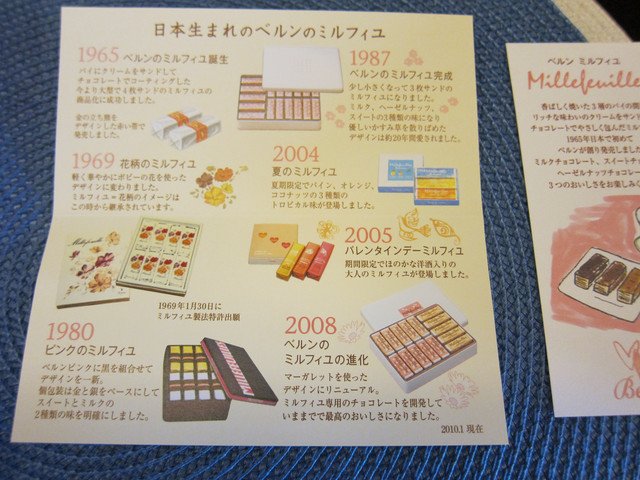 日本生まれのベルンのミルフィユ
1965 ベルンのミルフィユ誕生
パイにクリームをサンドして
チョコレートでコーティングした
今より大型で4枚サンドのミルフィユの
商品化に成功しました。
金の立ち箔を
デザインした赤い帯で
発売しました。
1987
ベルンのミルフィユ完成
少し小さくなって3枚サンドの
ミルフィユになりました。
ミルク、ヘーゼルナッツ、
スイートの3種類の味になり
優しいかすみ草を散りばめた
デザインは約20年間愛されました。
1969 花柄のミルフィユ
軽く華やかにポピーの花を使った
デザインに変わりました。
ミルフィユ=花柄のイメージは
この時から継承されています。
1969年1月30日に
ミルフィユ製法特許出願
2004
夏のミルフィユ
夏期限定でパイン、オレンジ、
ココナッツの3種類の
トロピカル味が登場しました。
2005
バレンタインデーミルフィユ
期間限定でほのかな洋酒入りの
大人のミルフィユが登場しました。
1980
ピンクのミルフィユ
ベルンピンクに黒を組合せて
デザインを一新。
個包装は金と銀をベースにして
スイートとミルクの
2種類の味を明確にしました。
2008
ベルンの
ミルフィユの進化
マーガレットを使った
デザインにリニューアル。
ミルフィユ専用のチョコレートを開発して
いままでで最高のおいしさになりました。
2010.1 現在
ベルン ミルフィユ
Millefeuille
香ばしく焼いた3層のパイの間
リッチな味わいのクリームをサンド
チョコレートでやさしく包んだミ
1965年日本で初めて
ベルンが創り発売しまし
ミルクチョコレート、スイートチ
ヘーゼルナッツチョコレー
3つのおいしさをお楽しみ
Be